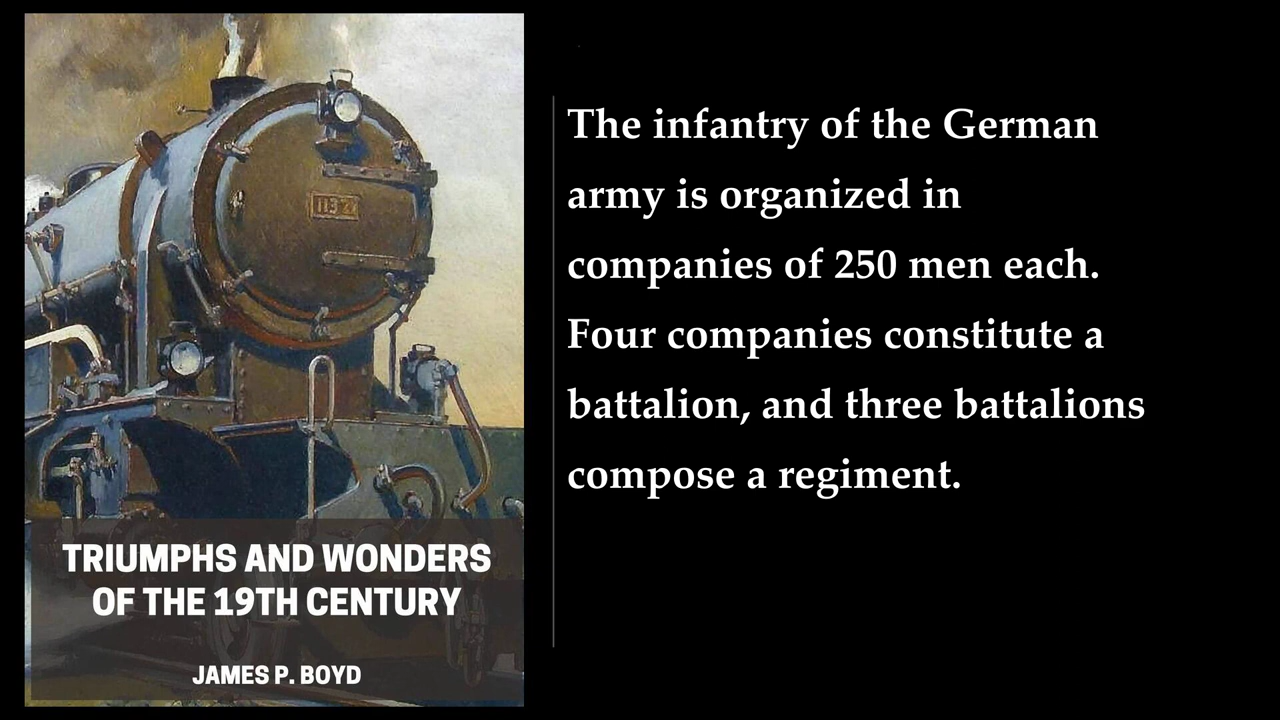 The infantry of the German
army is organized in
companies of 250 men each.
Four companies constitute a
battalion, and three battalions
compose a regiment.
TRIUMPHS AND WONDERS
OF THE 19TH CENTURY
JAMES P. BOYD